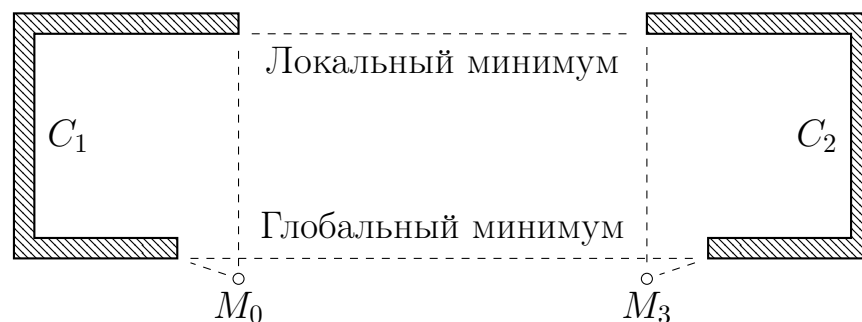 Локальный минимум
C₁
C₂
Глобальный минимум
M₀
M₃